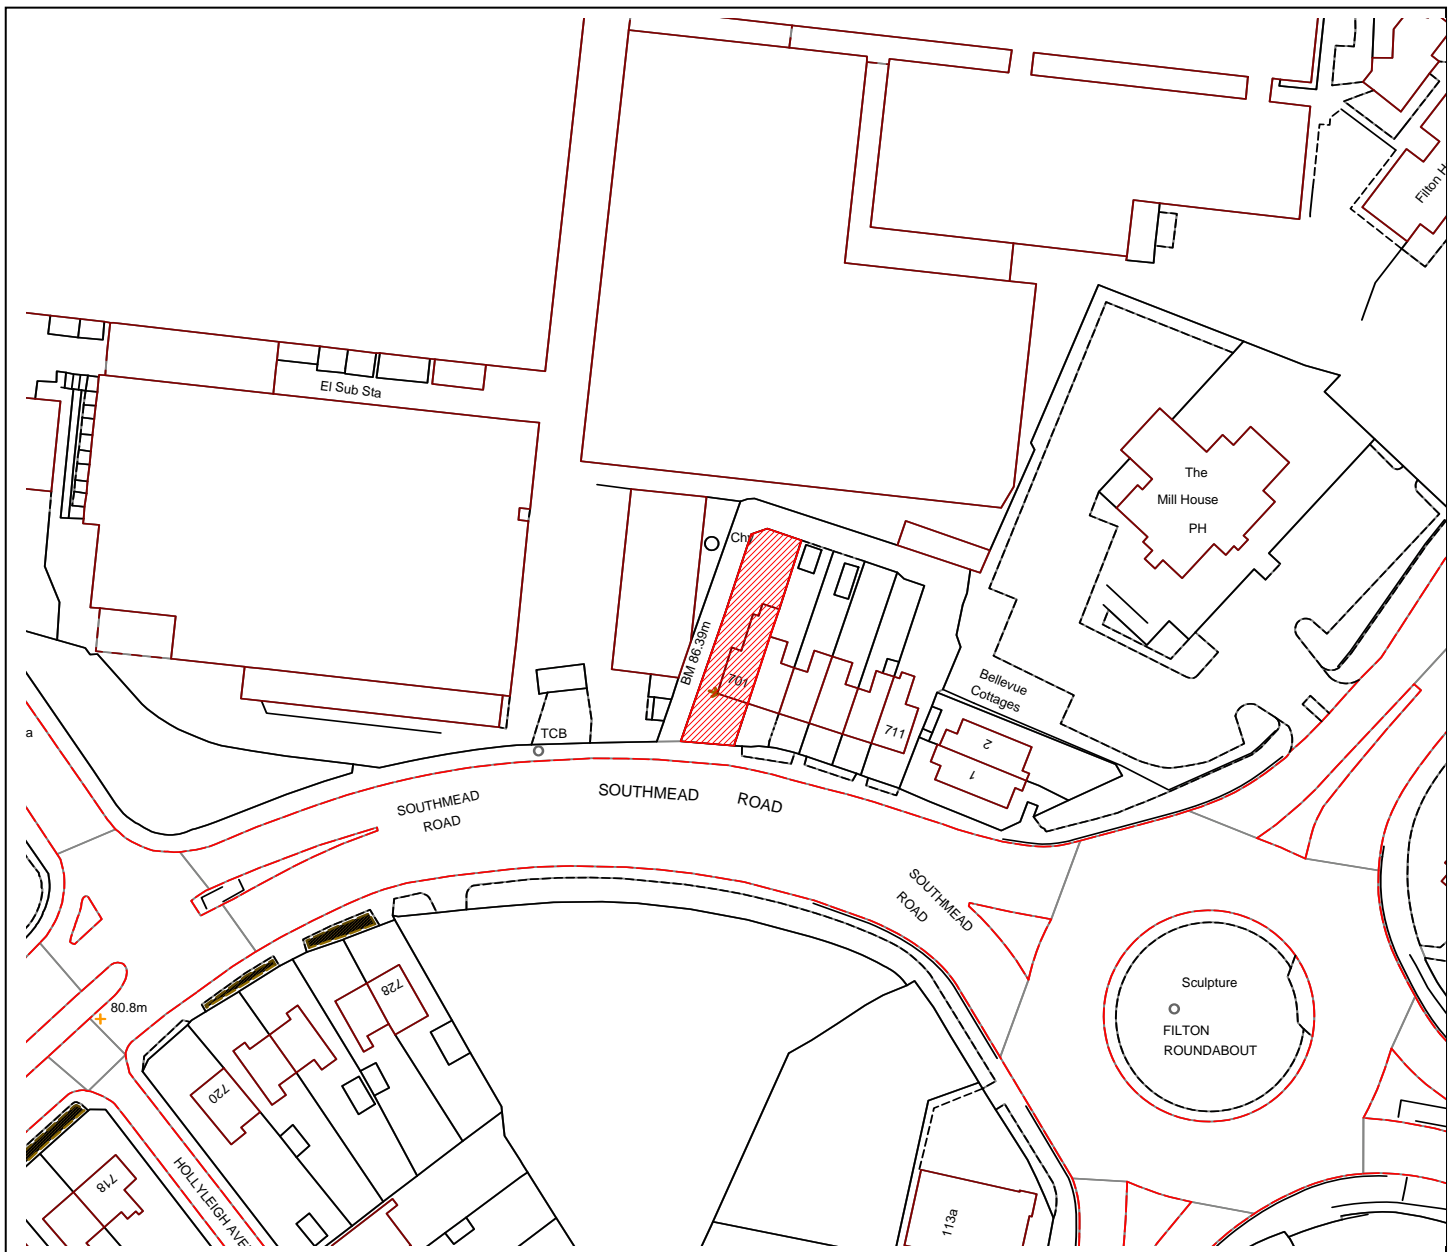 Filton H
El Sub Sta
The
Mill House
PH
Chy
BM 86.39m
701
Bellevue
Cottages
711
2
1
a
TCB
SOUTHMEAD
ROAD
SOUTHMEAD ROAD
SOUTHMEAD
ROAD
728
80.8m
720
Sculpture
FILTON
ROUNDABOUT
718
HOLLYLEIGH AVE
113a